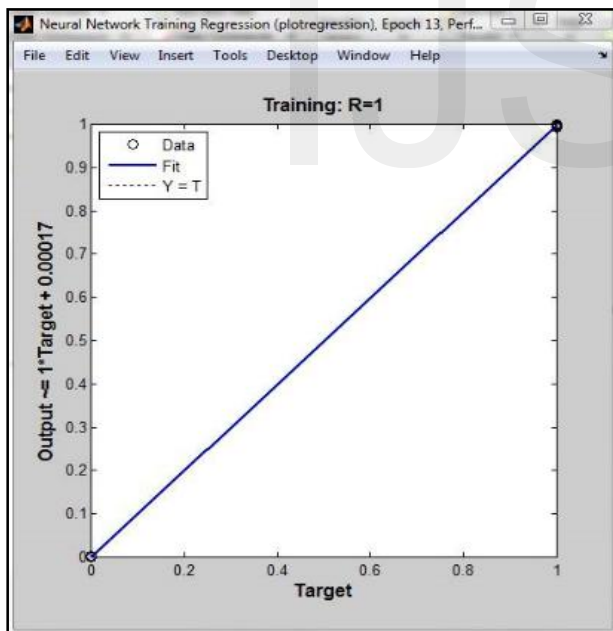 Neural Network Training Regression (plotregression), Epoch 13, Perf...
File Edit View Insert Tools Desktop Window Help
Training: R=1
Data
Fit
Y = T
Output ~= 1*Target + 0.00017
1
0.9
0.8
0.7
0.6
0.5
0.4
0.3
0.2
0.1
0
0 0.2 0.4 0.6 0.8 1
Target